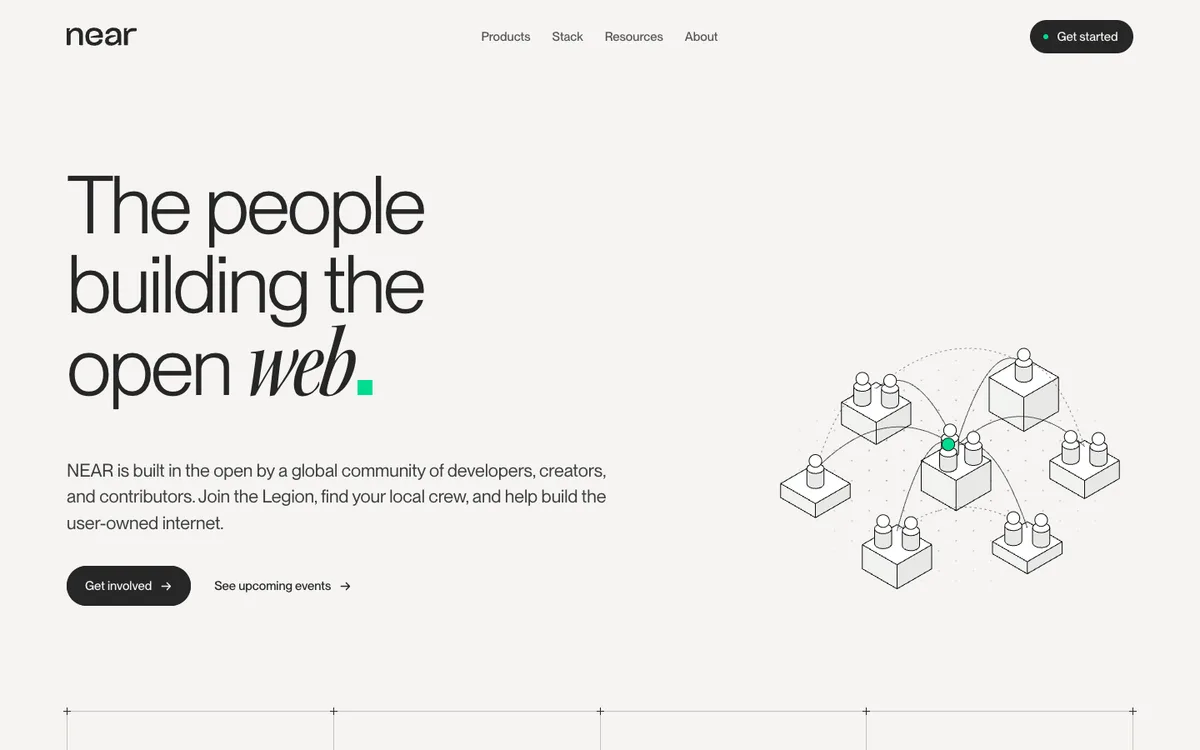 near
Products
Stack
Resources
About
Get started
The people
building the
open web.
NEAR is built in the open by a global community of developers, creators,
and contributors. Join the Legion, find your local crew, and help build the
user-owned internet.
Get involved →
See upcoming events →